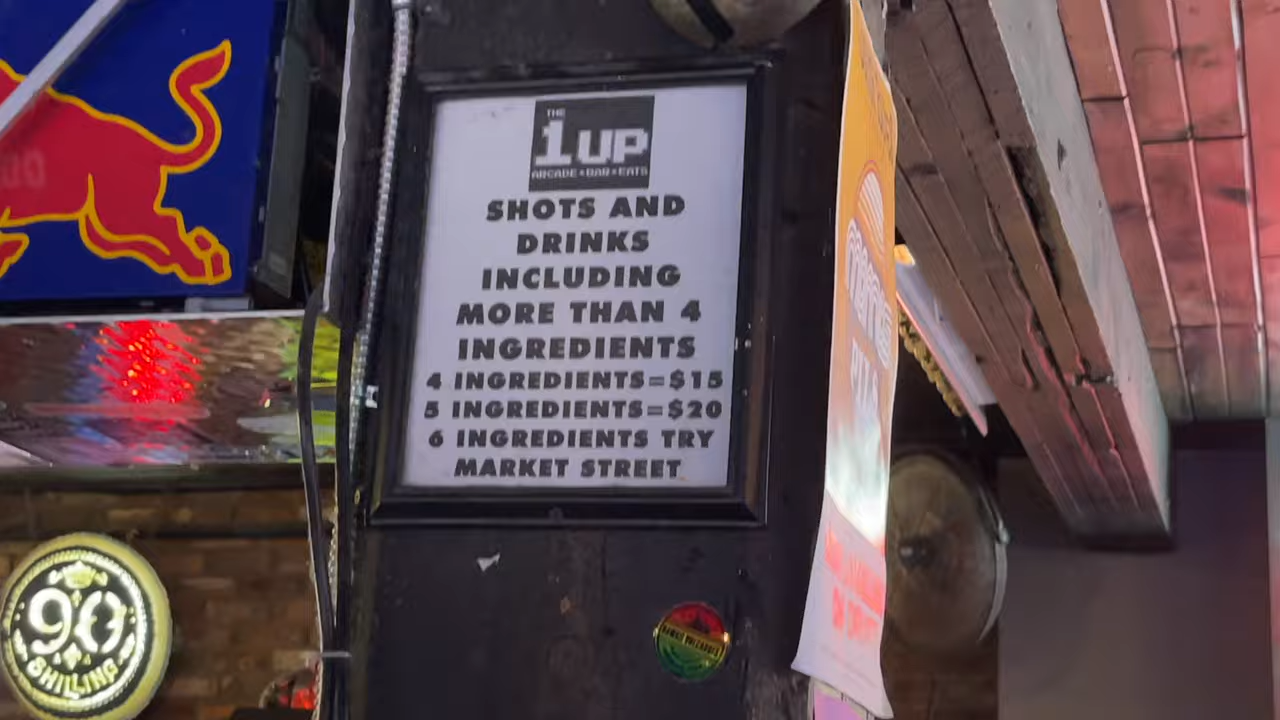 THE
1UP
ARCADE • BAR • EATS
SHOTS AND
DRINKS
INCLUDING
MORE THAN 4
INGREDIENTS
4 INGREDIENTS=$15
5 INGREDIENTS=$20
6 INGREDIENTS TRY
MARKET STREET
90
SHILLING